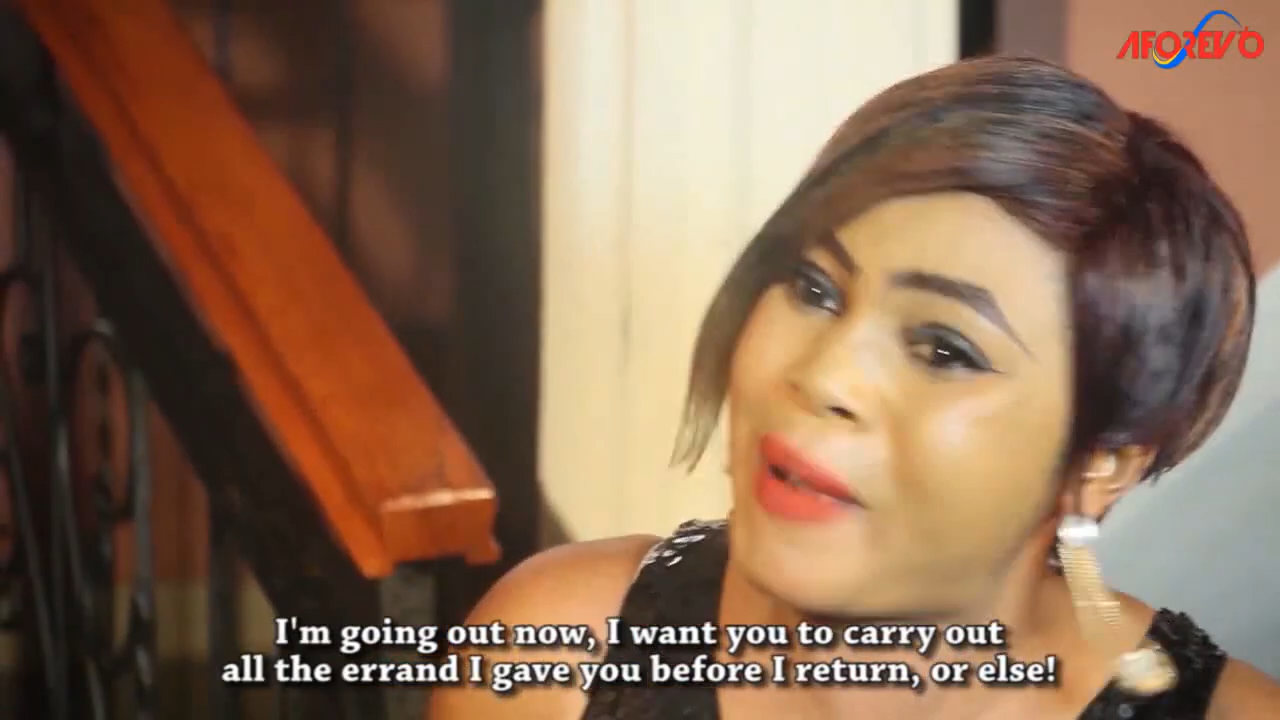 AFOREVO
I'm going out now, I want you to carry out
all the errand I gave you before I return, or else!